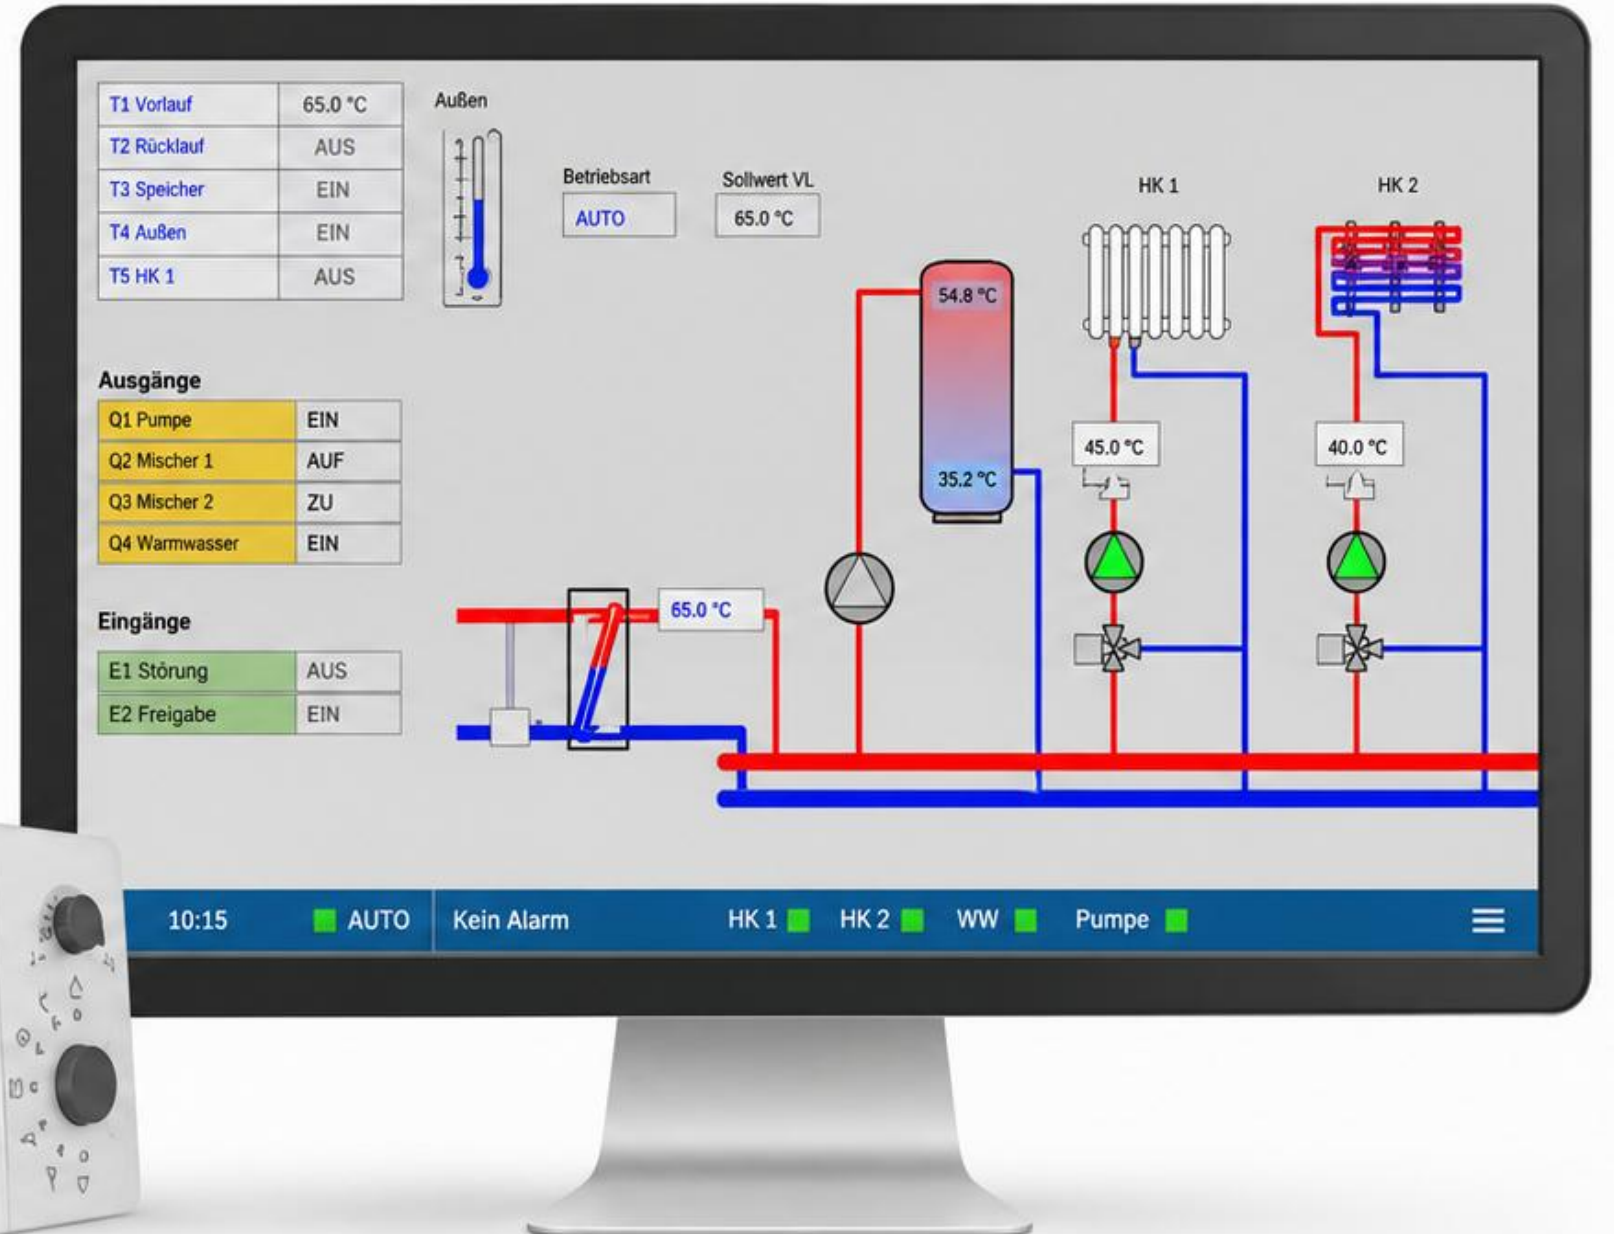 T1 Vorlauf 65.0 °C
T2 Rücklauf AUS
T3 Speicher EIN
T4 Außen EIN
T5 HK 1 AUS
Außen
Betriebsart
AUTO
Sollwert VL
65.0 °C
HK 1
HK 2
54.8 °C
35.2 °C
45.0 °C
40.0 °C
Ausgänge
Q1 Pumpe EIN
Q2 Mischer 1 AUF
Q3 Mischer 2 ZU
Q4 Warmwasser EIN
65.0 °C
Eingänge
E1 Störung AUS
E2 Freigabe EIN
10:15 AUTO Kein Alarm HK 1 HK 2 WW Pumpe